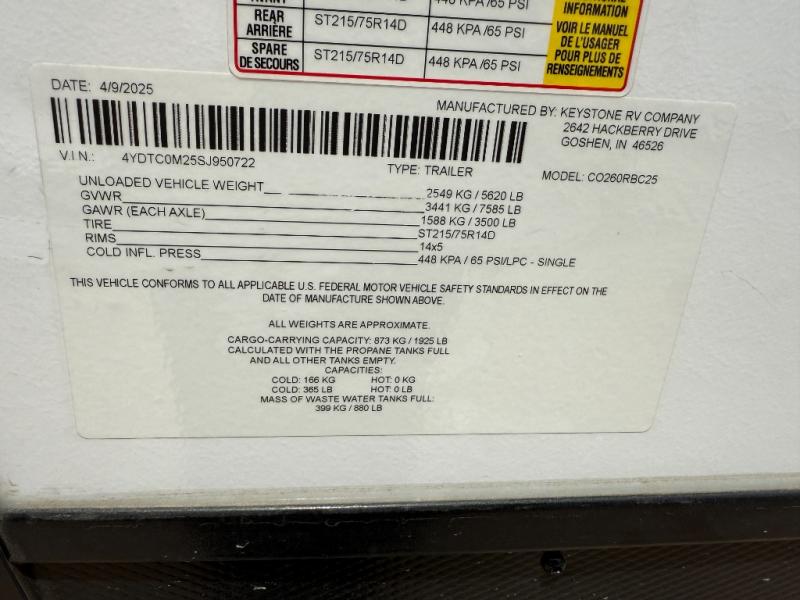 INFORMATION
REAR
ARRIÈRE
ST215/75R14D
448 KPA /65 PSI
SPARE
DE SECOURS
ST215/75R14D
448 KPA /65 PSI
VOIR LE MANUEL
DE L'USAGER
POUR PLUS DE
RENSEIGNEMENTS
DATE: 4/9/2025
MANUFACTURED BY: KEYSTONE RV COMPANY
2642 HACKBERRY DRIVE
GOSHEN, IN 46526
V.I.N.: 4YDTC0M25SJ950722
TYPE: TRAILER
MODEL: CO260RBC25
UNLOADED VEHICLE WEIGHT 2549 KG / 5620 LB
GVWR 3441 KG / 7585 LB
GAWR (EACH AXLE) 1588 KG / 3500 LB
TIRE ST215/75R14D
RIMS 14x5
COLD INFL. PRESS 448 KPA / 65 PSI/LPC - SINGLE
THIS VEHICLE CONFORMS TO ALL APPLICABLE U.S. FEDERAL MOTOR VEHICLE SAFETY STANDARDS IN EFFECT ON THE
DATE OF MANUFACTURE SHOWN ABOVE.
ALL WEIGHTS ARE APPROXIMATE.
CARGO-CARRYING CAPACITY: 873 KG / 1925 LB
CALCULATED WITH THE PROPANE TANKS FULL
AND ALL OTHER TANKS EMPTY.
CAPACITIES:
COLD: 166 KG HOT: 0 KG
COLD: 365 LB HOT: 0 LB
MASS OF WASTE WATER TANKS FULL:
399 KG / 880 LB